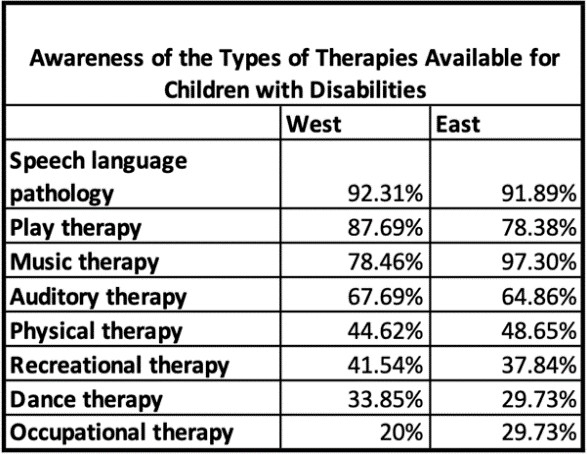 Awareness of the Types of Therapies Available for
Children with Disabilities
West East
Speech language
pathology 92.31% 91.89%
Play therapy 87.69% 78.38%
Music therapy 78.46% 97.30%
Auditory therapy 67.69% 64.86%
Physical therapy 44.62% 48.65%
Recreational therapy 41.54% 37.84%
Dance therapy 33.85% 29.73%
Occupational therapy 20% 29.73%